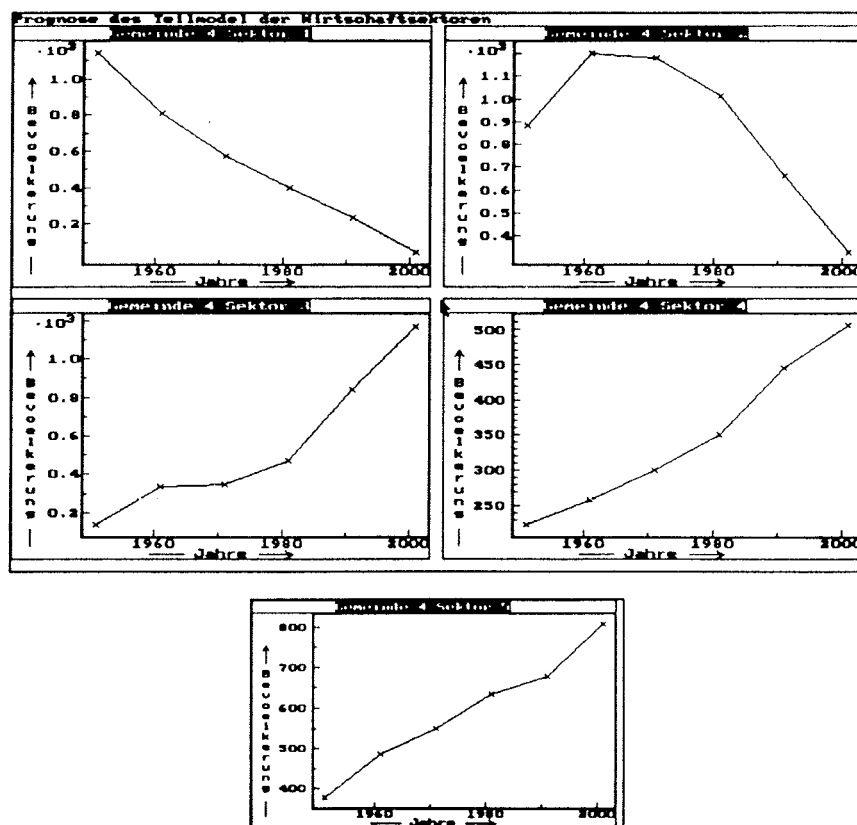 Prognose des Teilmodel der Wirtschaftsektoren
Gemeinde 4 Sektor 1
·10³
1.0
0.8
0.6
0.4
0.2
Bevoelkerung
1960 1980 2000
Jahre
Gemeinde 4 Sektor 2
·10³
1.1
1.0
0.9
0.8
0.7
0.6
0.5
0.4
Bevoelkerung
1960 1980 2000
Jahre
Gemeinde 4 Sektor 3
·10³
1.0
0.8
0.6
0.4
0.2
Bevoelkerung
1960 1980 2000
Jahre
Gemeinde 4 Sektor 4
500
450
400
350
300
250
Bevoelkerung
1960 1980 2000
Jahre
Gemeinde 4 Sektor 5
800
700
600
500
400
Bevoelkerung
1960 1980 2000
Jahre